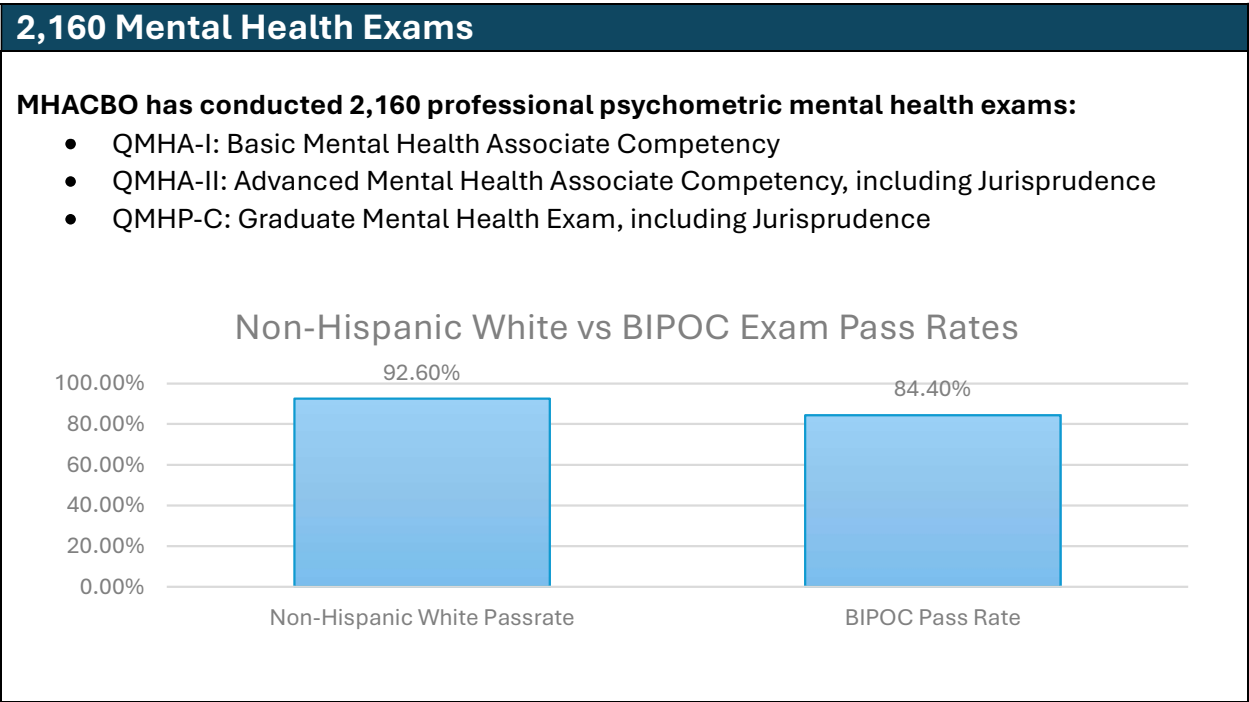 2,160 Mental Health Exams
MHACBO has conducted 2,160 professional psychometric mental health exams:
• QMHA-I: Basic Mental Health Associate Competency
• QMHA-II: Advanced Mental Health Associate Competency, including Jurisprudence
• QMHP-C: Graduate Mental Health Exam, including Jurisprudence
Non-Hispanic White vs BIPOC Exam Pass Rates
92.60%
84.40%
100.00%
80.00%
60.00%
40.00%
20.00%
0.00%
Non-Hispanic White Passrate
BIPOC Pass Rate